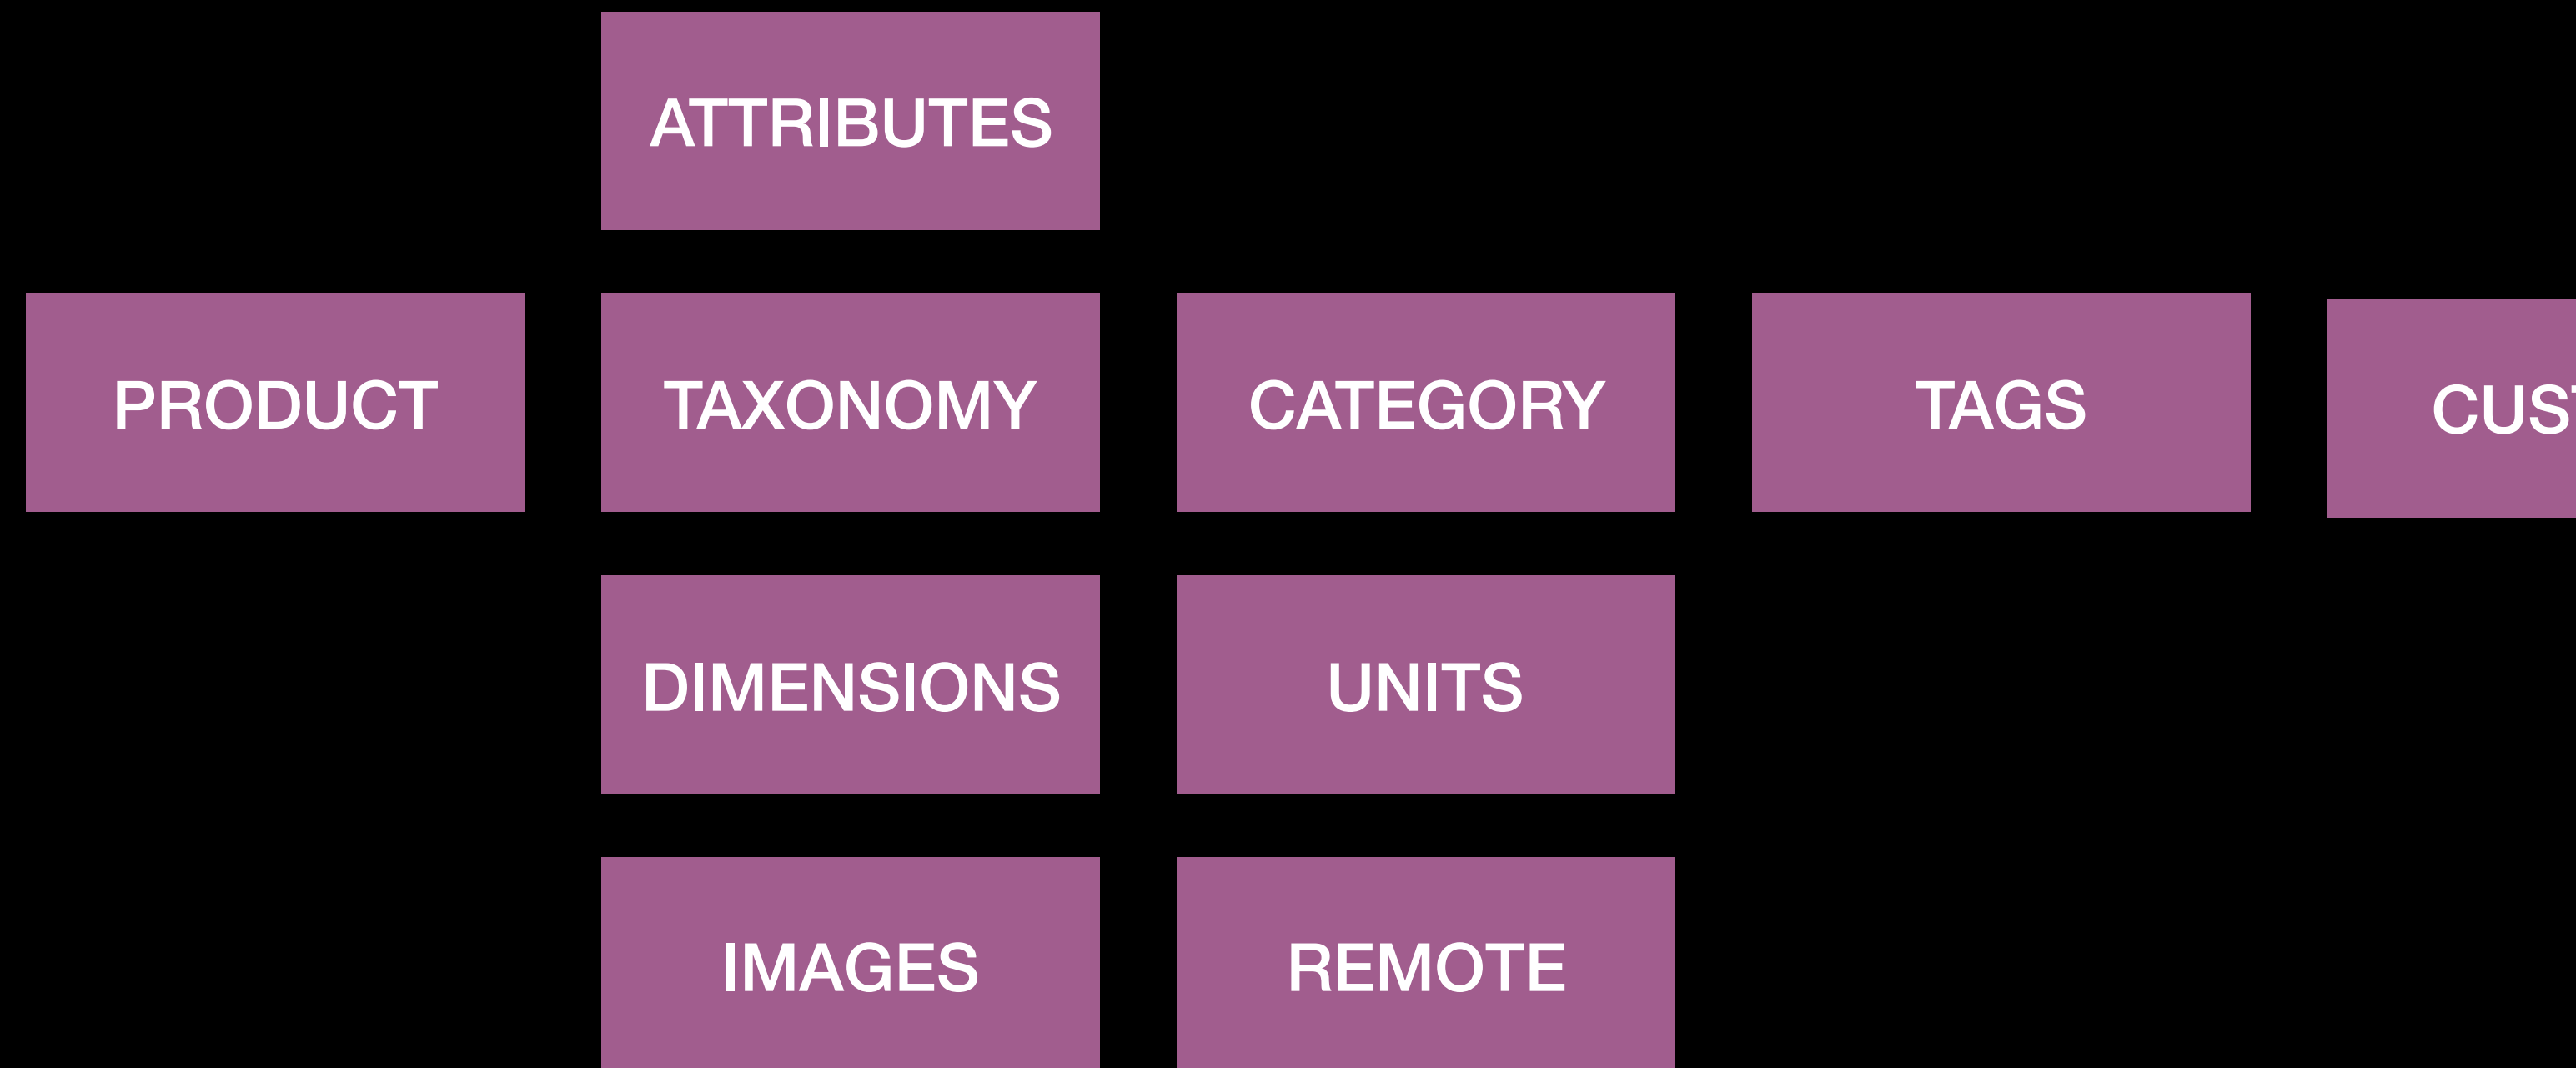 ATTRIBUTES
PRODUCT
TAXONOMY
CATEGORY
TAGS
DIMENSIONS
UNITS
IMAGES
REMOTE